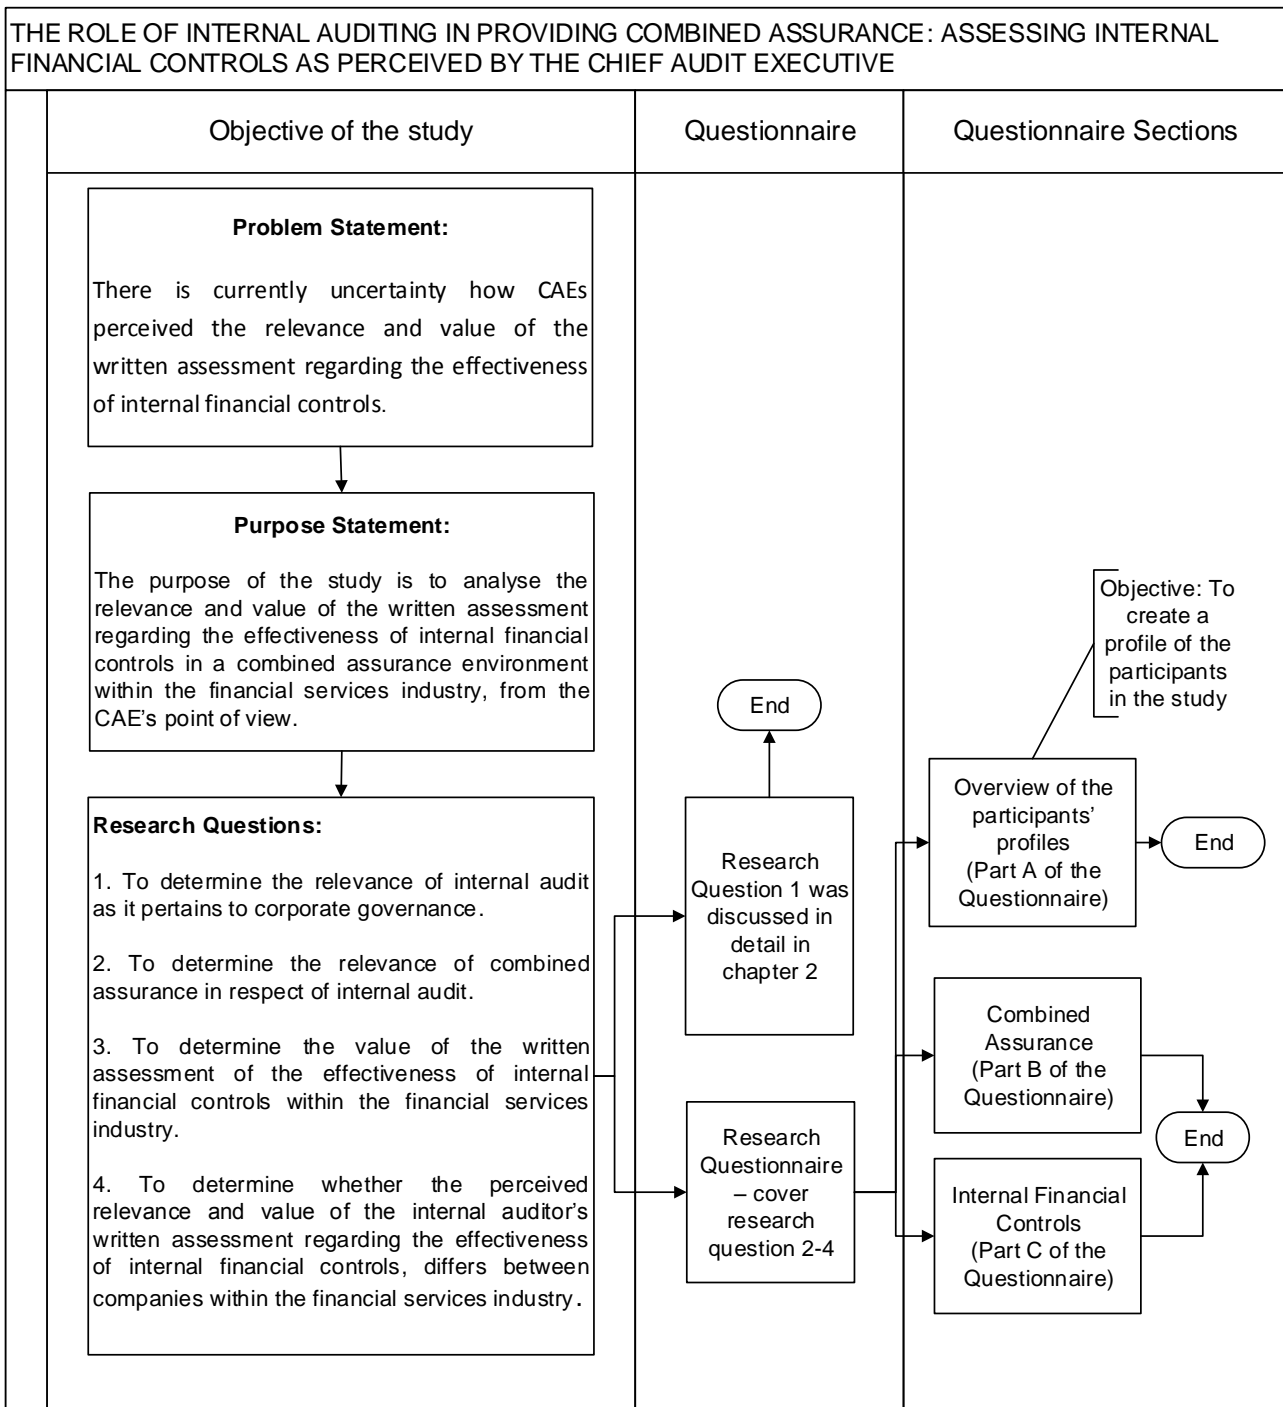 THE ROLE OF INTERNAL AUDITING IN PROVIDING COMBINED ASSURANCE: ASSESSING INTERNAL
FINANCIAL CONTROLS AS PERCEIVED BY THE CHIEF AUDIT EXECUTIVE
Objective of the study
Questionnaire
Questionnaire Sections
Problem Statement:
There is currently uncertainty how CAEs
perceived the relevance and value of the
written assessment regarding the effectiveness
of internal financial controls.
Purpose Statement:
The purpose of the study is to analyse the
relevance and value of the written assessment
regarding the effectiveness of internal financial
controls in a combined assurance environment
within the financial services industry, from the
CAE's point of view.
Research Questions:
1. To determine the relevance of internal audit
as it pertains to corporate governance.
2. To determine the relevance of combined
assurance in respect of internal audit.
3. To determine the value of the written
assessment of the effectiveness of internal
financial controls within the financial services
industry.
4. To determine whether the perceived
relevance and value of the internal auditor's
written assessment regarding the effectiveness
of internal financial controls, differs between
companies within the financial services industry.
End
Research
Question 1 was
discussed in
detail in
chapter 2
Research
Questionnaire
– cover
research
question 2-4
Objective: To
create a
profile of the
participants
in the study
Overview of the
participants'
profiles
(Part A of the
Questionnaire)
End
Combined
Assurance
(Part B of the
Questionnaire)
End
Internal Financial
Controls
(Part C of the
Questionnaire)